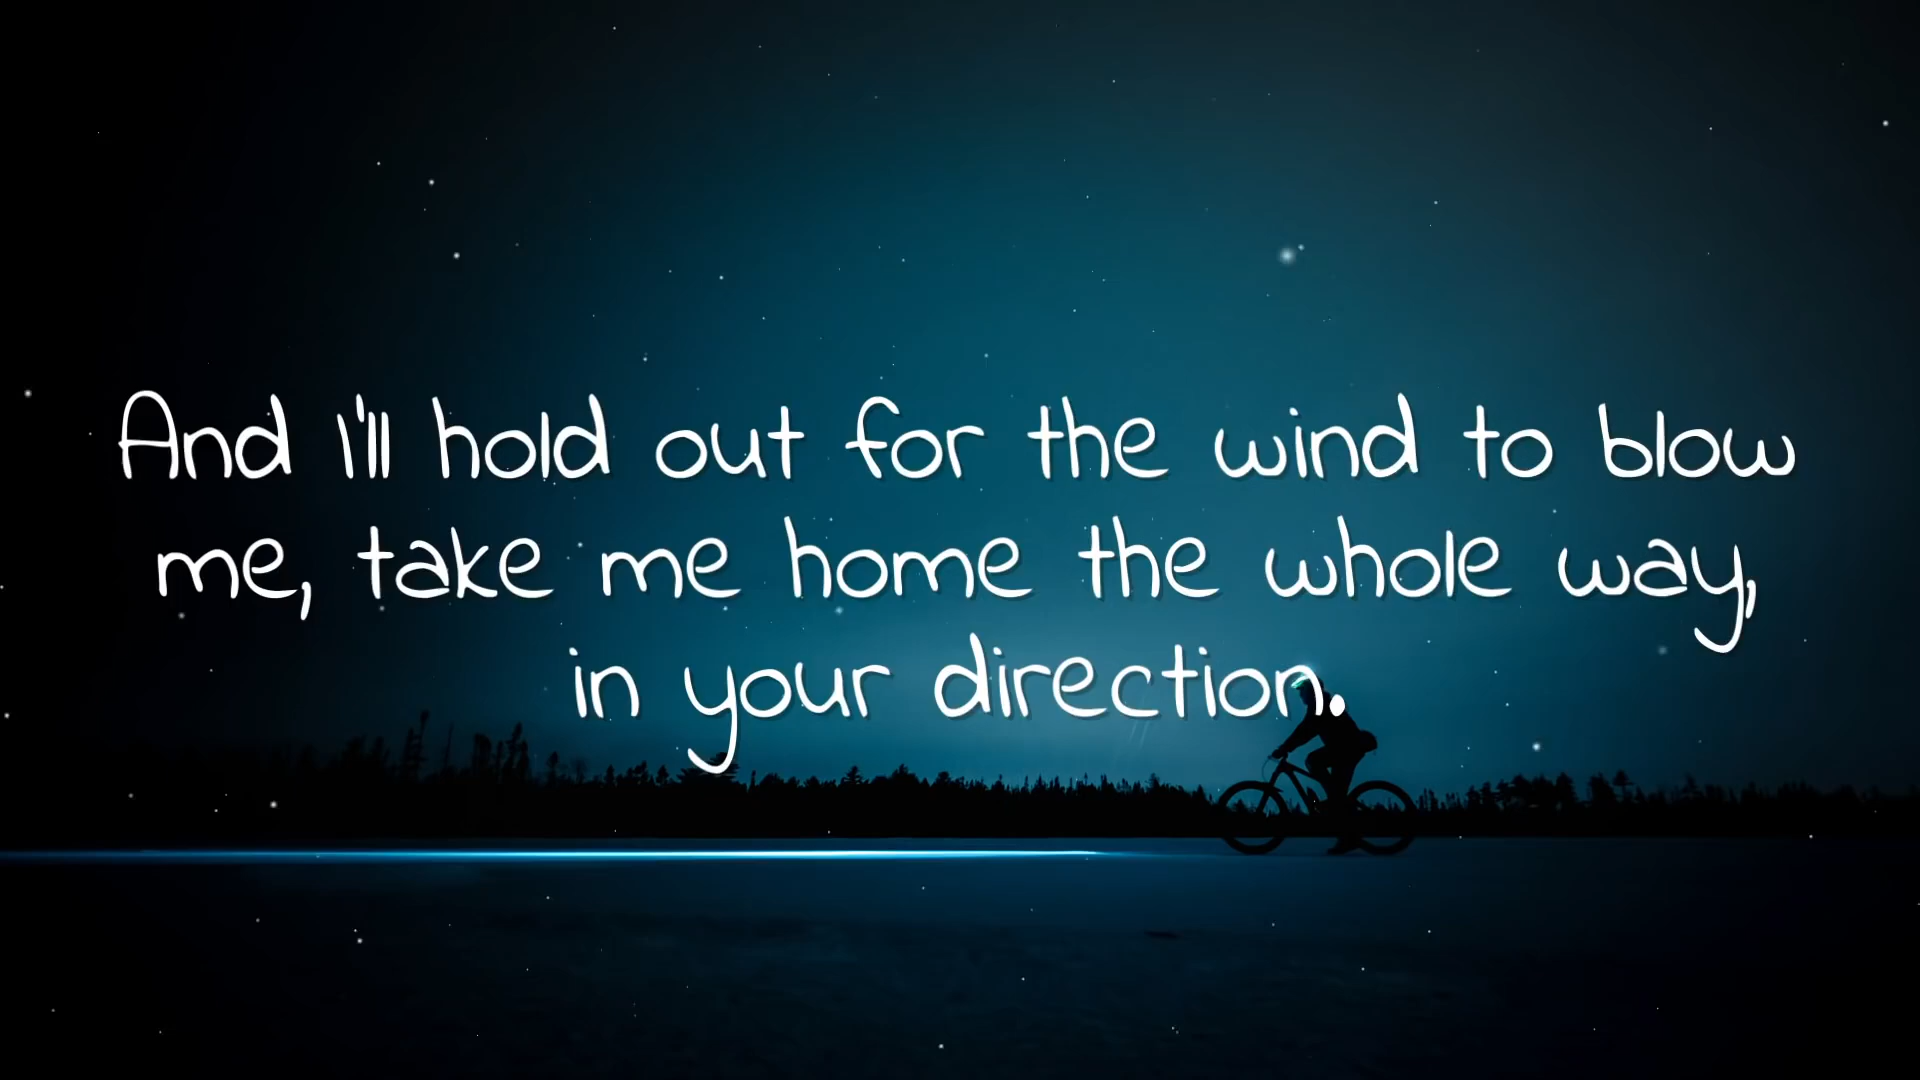 And I'll hold out for the wind to blow
me, take me home the whole way,
in your direction.